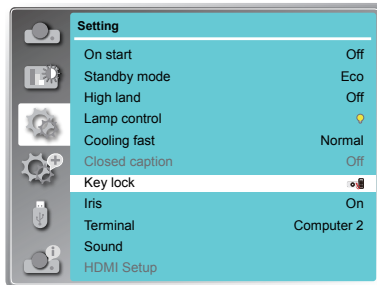 Setting
On start Off
Standby mode Eco
High land Off
Lamp control
Cooling fast Normal
Closed caption Off
Key lock
Iris On
Terminal Computer 2
Sound
HDMI Setup